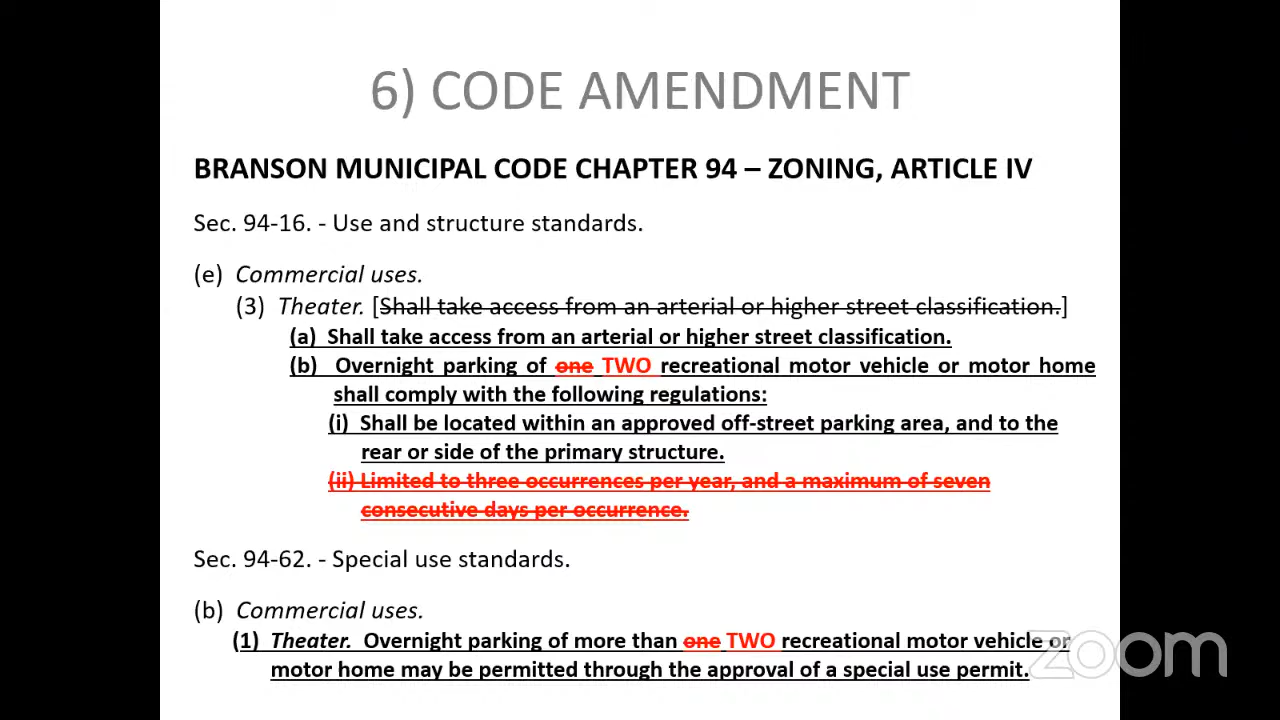 6) CODE AMENDMENT
BRANSON MUNICIPAL CODE CHAPTER 94 – ZONING, ARTICLE IV
Sec. 94-16. - Use and structure standards.
(e) Commercial uses.
(3) Theater. [Shall take access from an arterial or higher street classification.]
(a) Shall take access from an arterial or higher street classification.
(b) Overnight parking of one TWO recreational motor vehicle or motor home
shall comply with the following regulations:
(i) Shall be located within an approved off-street parking area, and to the
rear or side of the primary structure.
(ii) Limited to three occurrences per year, and a maximum of seven
consecutive days per occurrence.
Sec. 94-62. - Special use standards.
(b) Commercial uses.
(1) Theater. Overnight parking of more than one TWO recreational motor vehicle or
motor home may be permitted through the approval of a special use permit.
zoom